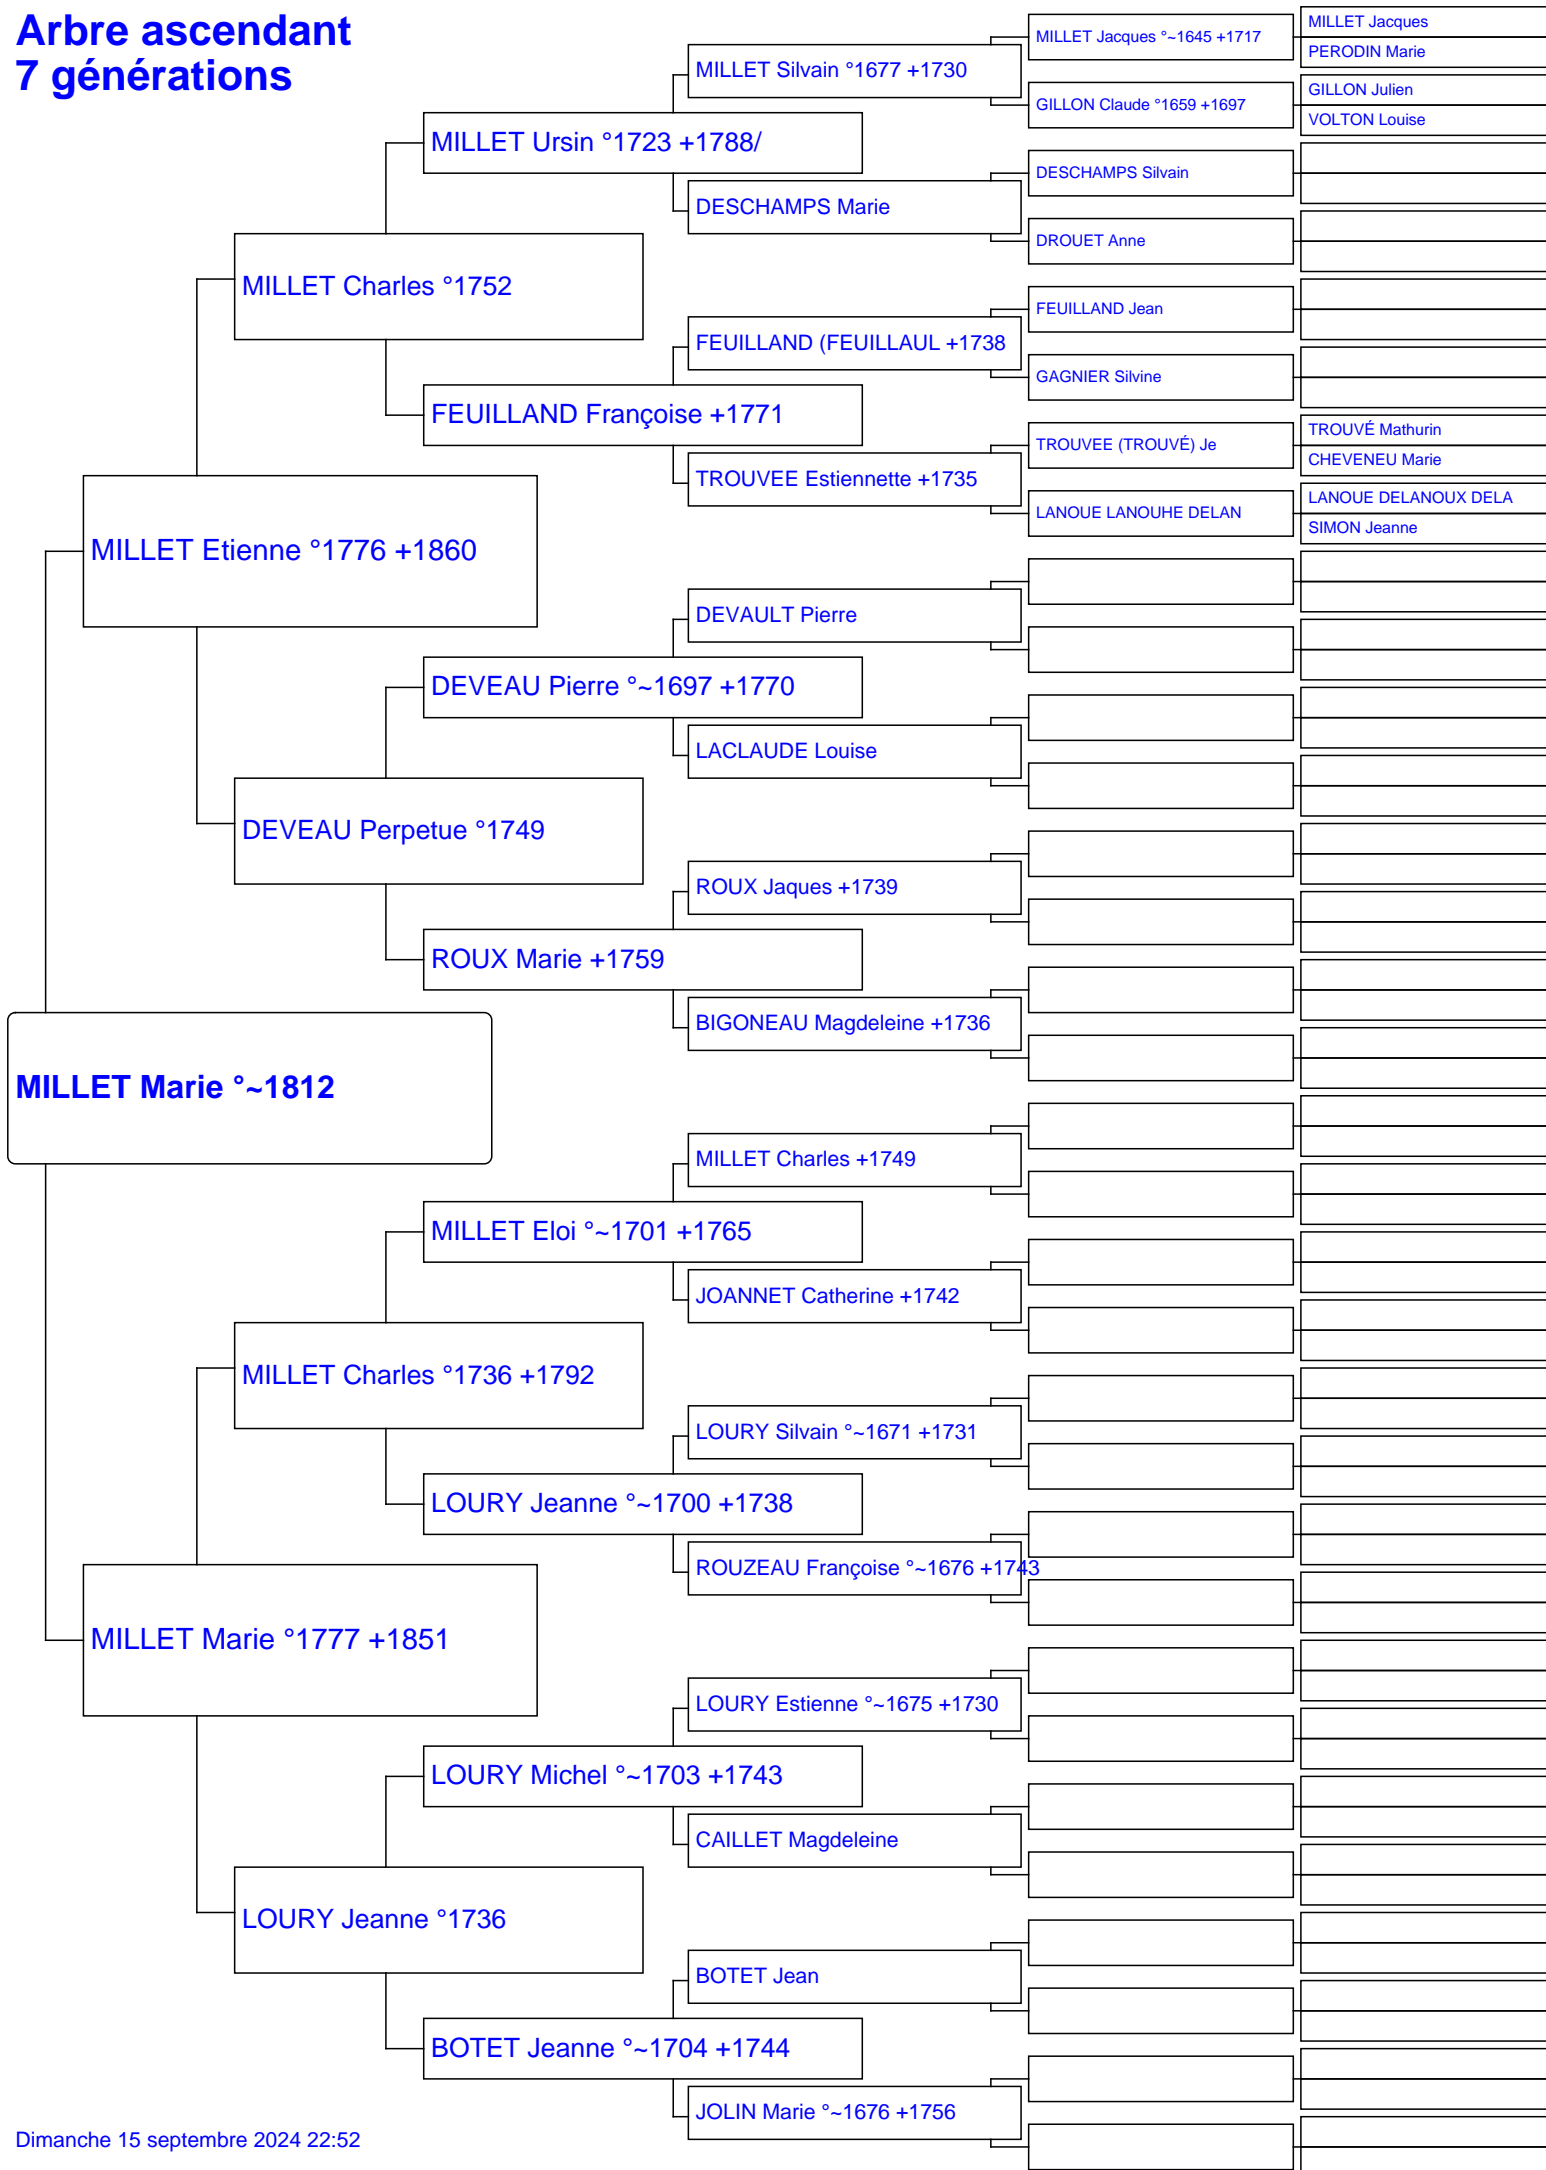 Arbre ascendant
7 générations
MILLET Marie °~1812
MILLET Etienne °1776 +1860
MILLET Marie °1777 +1851
MILLET Charles °1752
DEVEAU Perpetue °1749
MILLET Charles °1736 +1792
LOURY Jeanne °1736
MILLET Ursin °1723 +1788/
FEUILLAND Françoise +1771
DEVEAU Pierre °~1697 +1770
ROUX Marie +1759
MILLET Eloi °~1701 +1765
LOURY Jeanne °~1700 +1738
LOURY Michel °~1703 +1743
BOTET Jeanne °~1704 +1744
MILLET Silvain °1677 +1730
DESCHAMPS Marie
FEUILLAND (FEUILLAUL +1738
TROUVEE Estiennette +1735
DEVAULT Pierre
LACLAUDE Louise
ROUX Jaques +1739
BIGONEAU Magdeleine +1736
MILLET Charles +1749
JOANNET Catherine +1742
LOURY Silvain °~1671 +1731
ROUZEAU Françoise °~1676 +1743
LOURY Estienne °~1675 +1730
CAILLET Magdeleine
BOTET Jean
JOLIN Marie °~1676 +1756
MILLET Jacques °~1645 +1717
GILLON Claude °1659 +1697
DESCHAMPS Silvain
DROUET Anne
FEUILLAND Jean
GAGNIER Silvine
TROUVEE (TROUVÉ) Je
LANOUE LANOUHE DELAN
MILLET Jacques
PERODIN Marie
GILLON Julien
VOLTON Louise
TROUVÉ Mathurin
CHEVENEU Marie
LANOUE DELANOUX DELA
SIMON Jeanne
Dimanche 15 septembre 2024 22:52